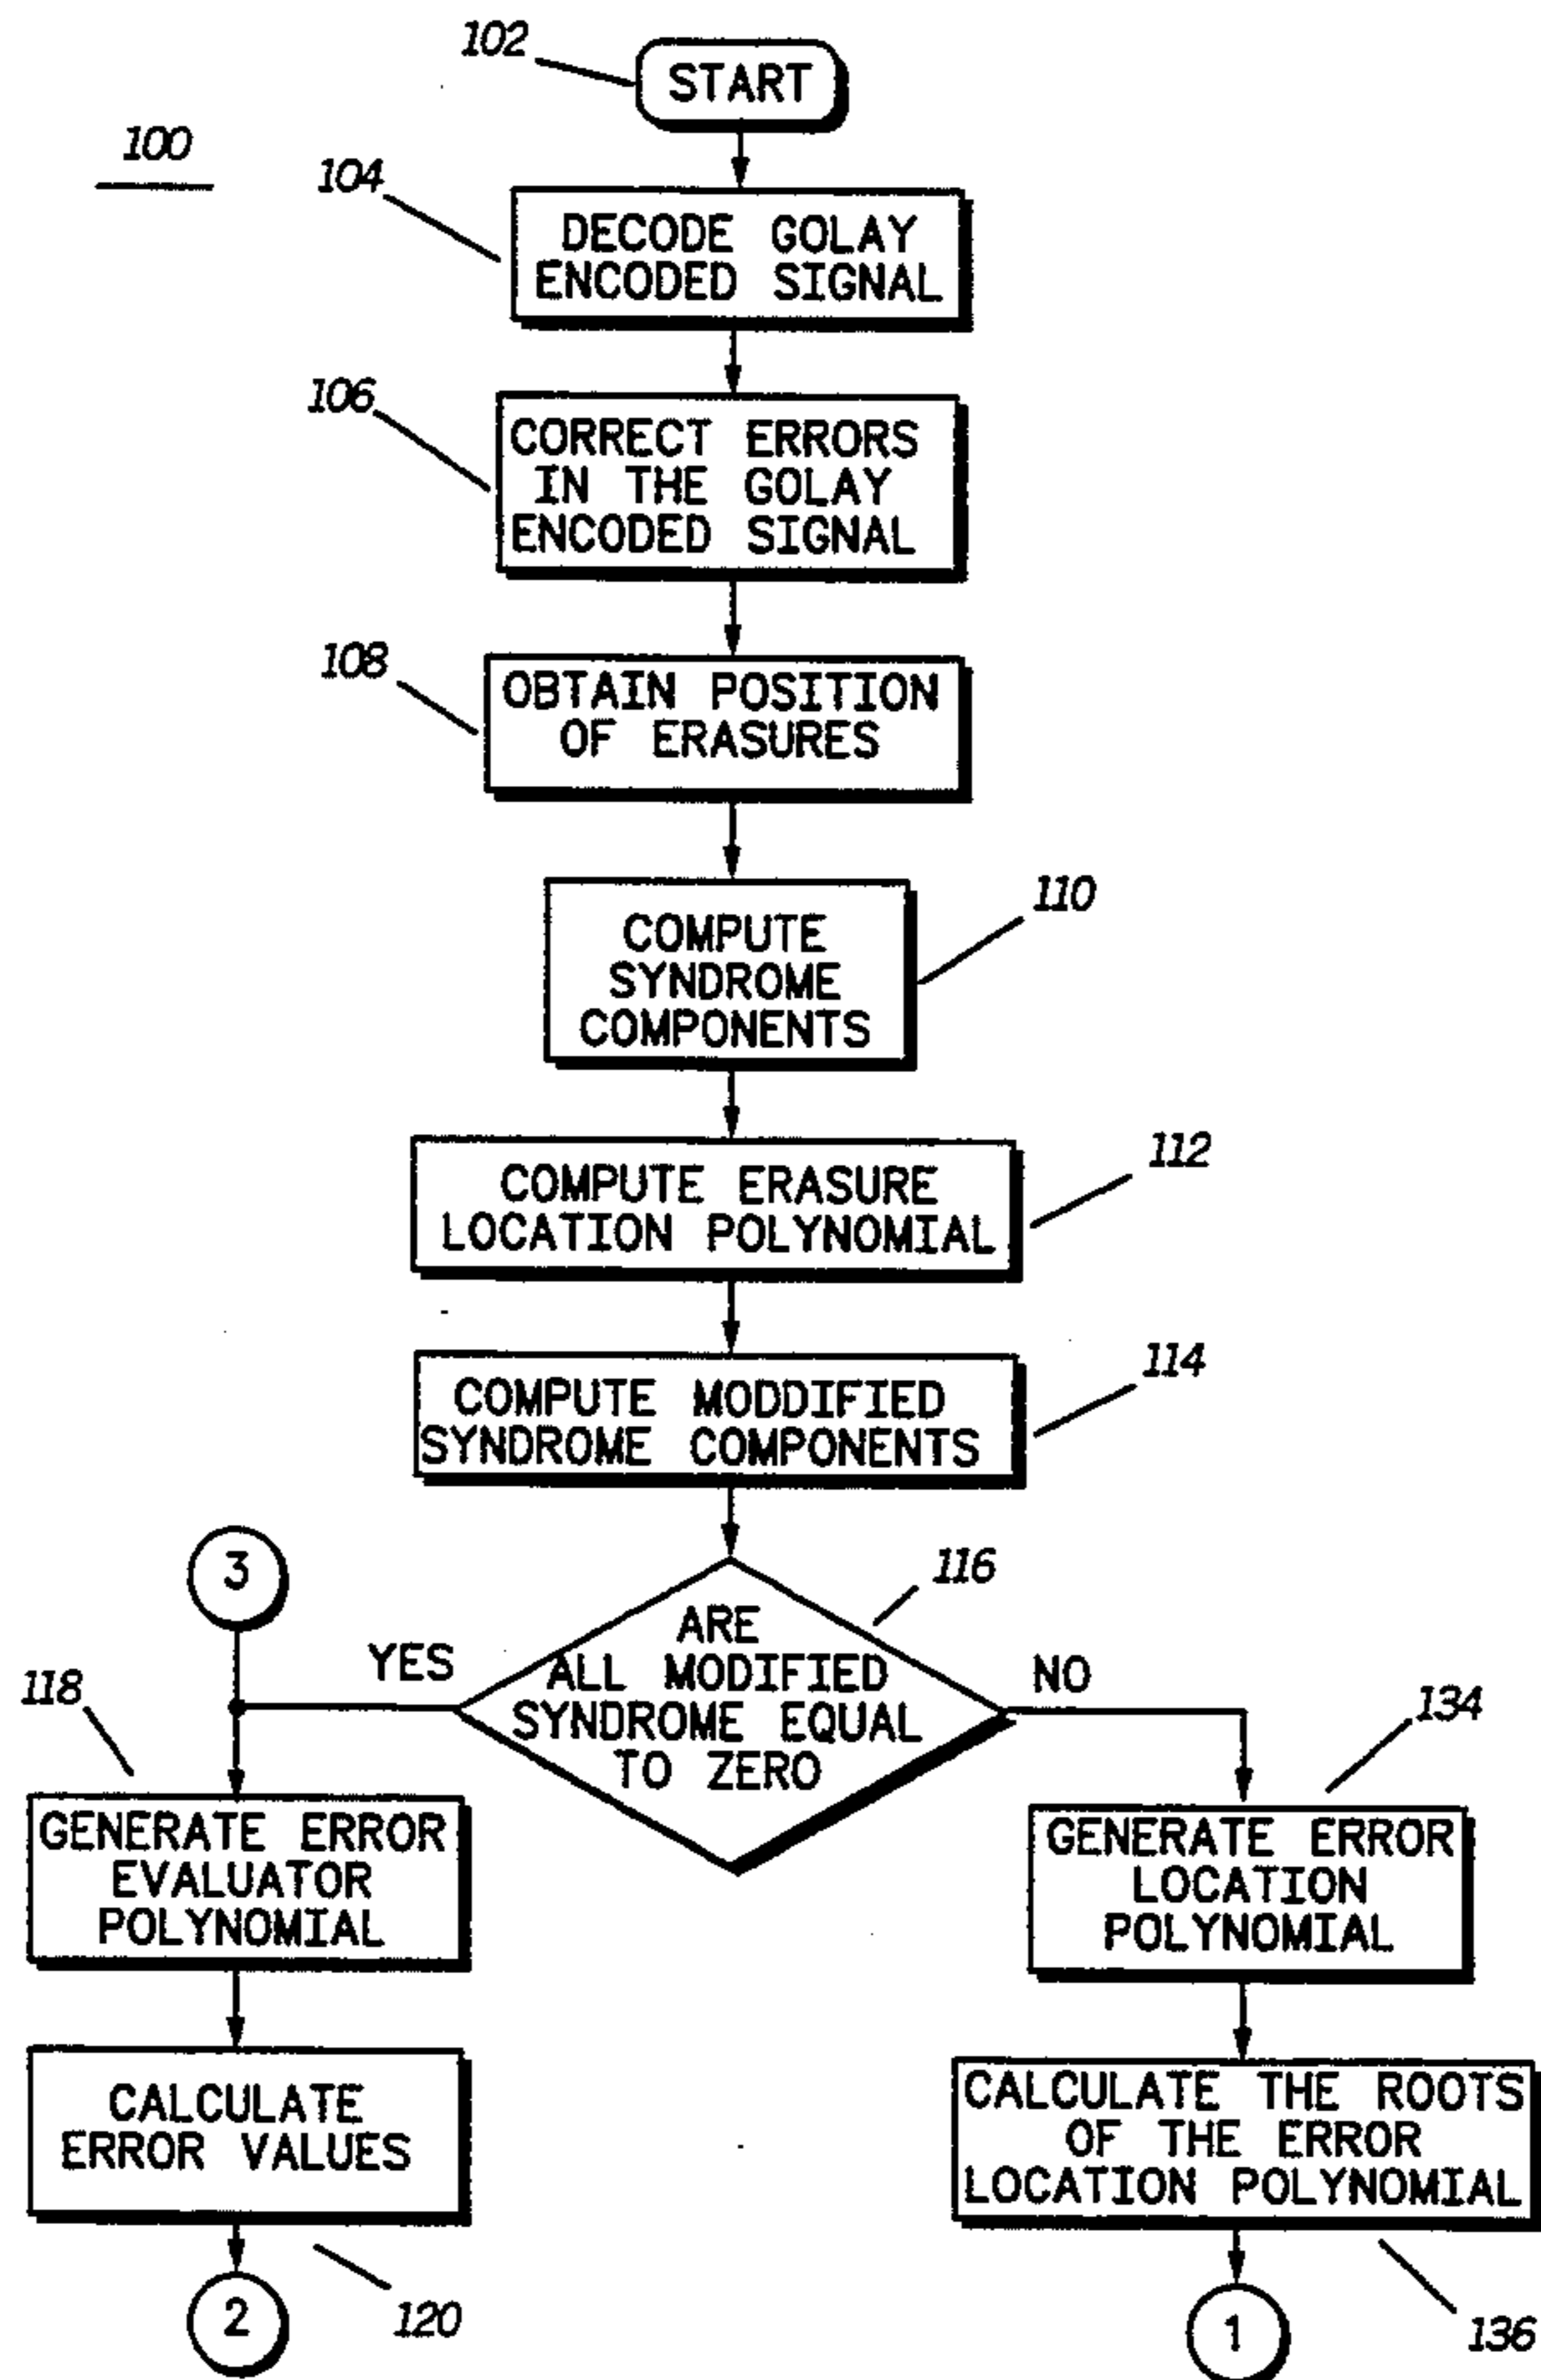 102
START
100
104
DECODE GOLAY
ENCODED SIGNAL
106
CORRECT ERRORS
IN THE GOLAY
ENCODED SIGNAL
108
OBTAIN POSITION
OF ERASURES
110
COMPUTE
SYNDROME
COMPONENTS
112
COMPUTE ERASURE
LOCATION POLYNOMIAL
114
COMPUTE MODDIFIED
SYNDROME COMPONENTS
3
116
ARE
ALL MODIFIED
SYNDROME EQUAL
TO ZERO
YES
NO
118
GENERATE ERROR
EVALUATOR
POLYNOMIAL
134
GENERATE ERROR
LOCATION
POLYNOMIAL
CALCULATE
ERROR VALUES
120
2
CALCULATE THE ROOTS
OF THE ERROR
LOCATION POLYNOMIAL
136
1